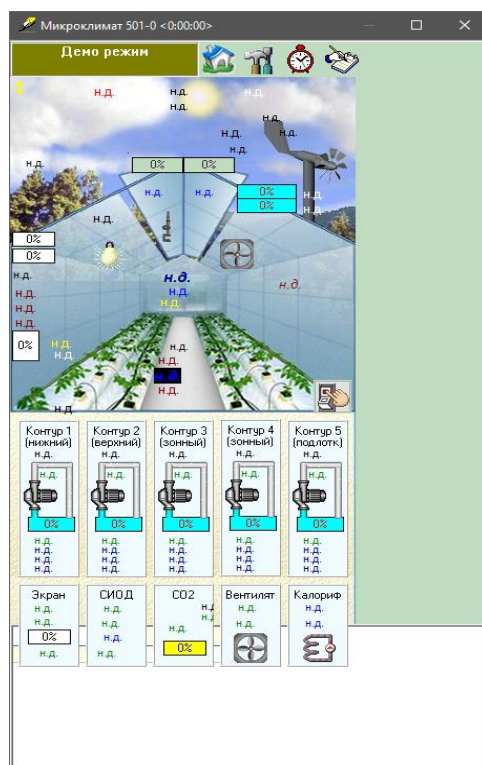 Микроклимат 501-0 <0:00:00>
Демо режим
1
н.д. н.д. н.д.
н.д.
н.д.
н.д. н.д.
н.д.
н.д.
0% 0%
н.д. н.д. 0% н.д.
0%
н.д. н.д.
0%
0%
н.д. н.д.
н.д.
н.д. н.д.
н.д. н.д.
н.д.
0% н.д. н.д.
н.д. н.д.
н.д.
н.д.
н.д.
Контур 1 Контур 2 Контур 3 Контур 4 Контур 5
(нижний) (верхний) (зонный) (зонный) (подлотк.)
н.д. н.д. н.д. н.д. н.д.
н.д. н.д. н.д. н.д. н.д.
0% 0% 0% 0% 0%
н.д. н.д. н.д. н.д. н.д.
н.д. н.д. н.д. н.д. н.д.
н.д. н.д. н.д. н.д. н.д.
н.д. н.д. н.д. н.д. н.д.
Экран СИОД СО2 Вентилят Калориф
н.д. н.д. н.д. н.д. н.д.
н.д. н.д. н.д. н.д. н.д.
0% н.д. н.д.
н.д. н.д. 0%